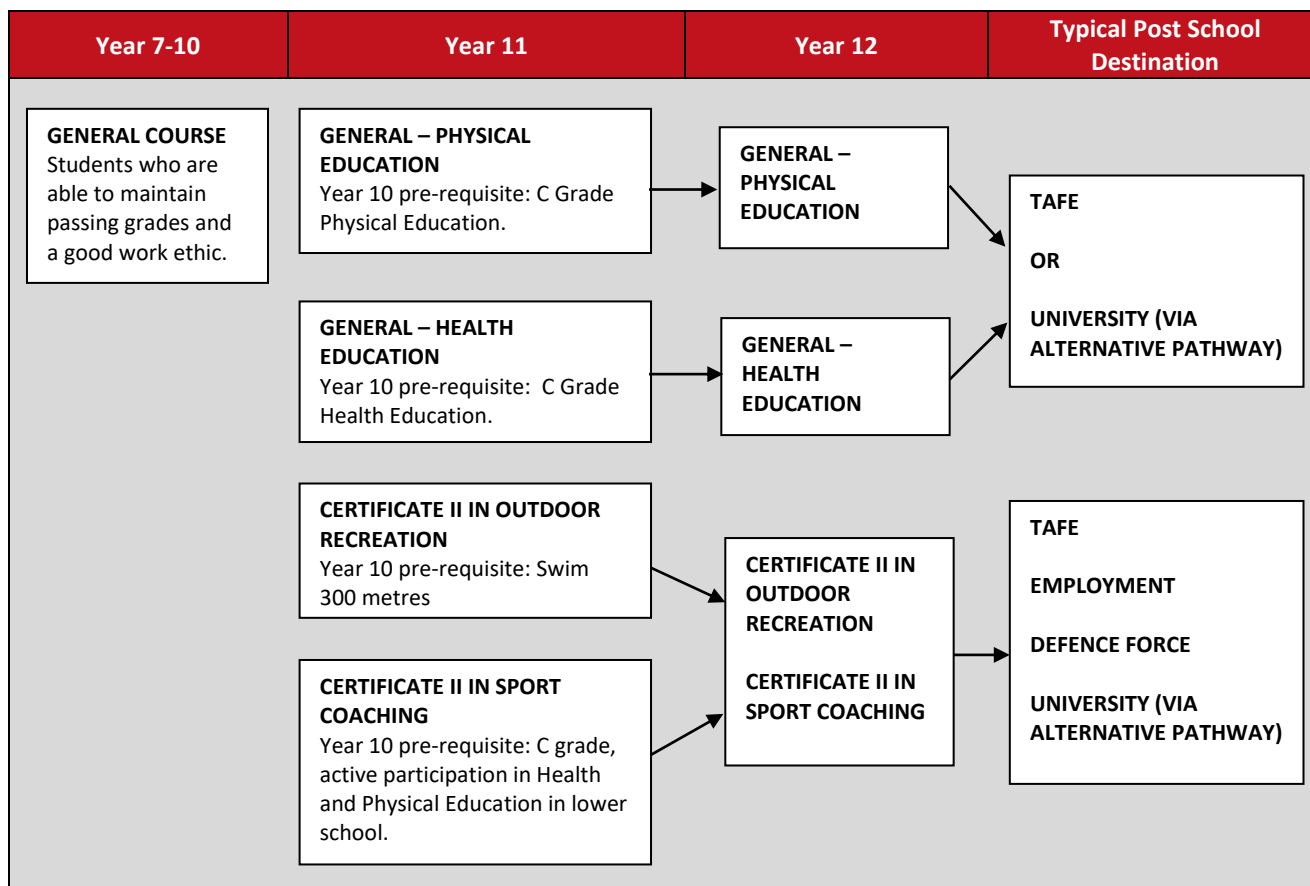 Year 7-10
Year 11
Year 12
Typical Post School
Destination
GENERAL COURSE
Students who are
able to maintain
passing grades and
a good work ethic.
GENERAL – PHYSICAL
EDUCATION
Year 10 pre-requisite: C Grade
Physical Education.
GENERAL –
PHYSICAL
EDUCATION
TAFE
OR
UNIVERSITY (VIA
ALTERNATIVE PATHWAY)
GENERAL – HEALTH
EDUCATION
Year 10 pre-requisite:  C Grade
Health Education.
GENERAL –
HEALTH
EDUCATION
CERTIFICATE II IN OUTDOOR
RECREATION
Year 10 pre-requisite: Swim
300 metres
CERTIFICATE II IN SPORT
COACHING
Year 10 pre-requisite: C grade,
active participation in Health
and Physical Education in lower
school.
CERTIFICATE II IN
OUTDOOR
RECREATION
CERTIFICATE II IN
SPORT COACHING
TAFE
EMPLOYMENT
DEFENCE FORCE
UNIVERSITY (VIA
ALTERNATIVE PATHWAY)